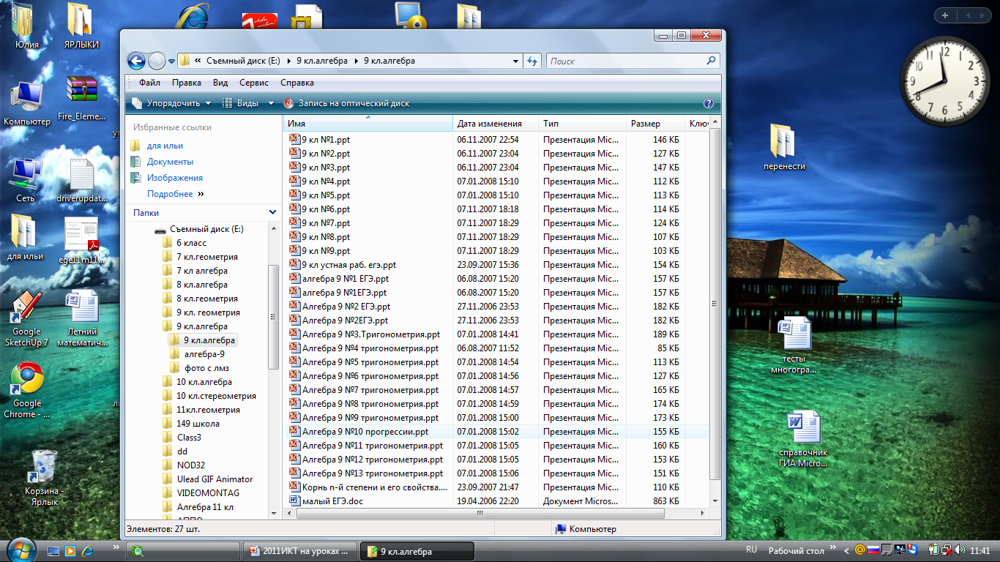 Юлия
ЯРЛЫКИ
Компьютер
Fire_Eleme...
Сеть
driverupdat...
для ильи
ege11m11...
Google
SketchUp 7
Летний
математич...
Google
Chrome - ...
Корзина -
Ярлык
Съемный диск (E:) 9 кл.алгебра 9 кл.алгебра
Поиск
Файл Правка Вид Сервис Справка
Упорядочить Виды Запись на оптический диск
Избранные ссылки
для ильи
Документы
Изображения
Подробнее »
Папки
Съемный диск (E:)
6 класс
7 кл.геометрия
7 кл алгебра
8 кл.алгебра
8 кл.геометрия
9 кл. геометрия
9 кл.алгебра
9 кл.алгебра
алгебра-9
фото с лмз
10 кл.алгебра
10 кл.стереометрия
11кл.геометрия
149 школа
Class3
dd
NOD32
Ulead GIF Animator
VIDEOMONTAG
Алгебра 11 кл
Имя Дата изменения Тип Размер Клю
9 кл №1.ppt 06.11.2007 22:54 Презентация Mic... 146 КБ
9 кл №2.ppt 06.11.2007 23:04 Презентация Mic... 127 КБ
9 кл №3.ppt 06.11.2007 23:04 Презентация Mic... 147 КБ
9 кл №4.ppt 07.01.2008 15:10 Презентация Mic... 112 КБ
9 кл №5.ppt 07.01.2008 15:10 Презентация Mic... 113 КБ
9 кл №6.ppt 07.11.2007 18:18 Презентация Mic... 114 КБ
9 кл №7.ppt 07.11.2007 18:29 Презентация Mic... 124 КБ
9 кл №8.ppt 07.11.2007 18:29 Презентация Mic... 107 КБ
9 кл №9.ppt 07.11.2007 18:29 Презентация Mic... 103 КБ
9 кл устная раб. егэ.ppt 23.09.2007 15:36 Презентация Mic... 154 КБ
алгебра 9 №1 ЕГЭ.ppt 06.08.2007 15:20 Презентация Mic... 157 КБ
алгебра 9 №1ЕГЭ.ppt 06.08.2007 15:20 Презентация Mic... 157 КБ
Алгебра 9 №2 ЕГЭ.ppt 27.11.2006 23:53 Презентация Mic... 182 КБ
Алгебра 9 №2ЕГЭ.ppt 27.11.2006 23:53 Презентация Mic... 182 КБ
Алгебра 9 №3.Тригонометрия.ppt 07.01.2008 14:41 Презентация Mic... 189 КБ
Алгебра 9 №4 тригонометрия.ppt 06.08.2007 11:52 Презентация Mic... 85 КБ
Алгебра 9 №5 тригонометрия.ppt 07.01.2008 14:54 Презентация Mic... 113 КБ
Алгебра 9 №6 тригонометрия.ppt 07.01.2008 14:56 Презентация Mic... 127 КБ
Алгебра 9 №7 тригонометрия.ppt 07.01.2008 14:57 Презентация Mic... 165 КБ
Алгебра 9 №8 тригонометрия.ppt 07.01.2008 14:59 Презентация Mic... 174 КБ
Алгебра 9 №9 тригонометрия.ppt 07.01.2008 15:00 Презентация Mic... 173 КБ
Алгебра 9 №10 прогрессии.ppt 07.01.2008 15:02 Презентация Mic... 155 КБ
Алгебра 9 №11 тригонометрия.ppt 07.01.2008 15:05 Презентация Mic... 160 КБ
Алгебра 9 №12 тригонометрия.ppt 07.01.2008 15:05 Презентация Mic... 153 КБ
Алгебра 9 №13 тригонометрия.ppt 07.01.2008 15:06 Презентация Mic... 151 КБ
Корнь n-й степени и его свойства.... 23.09.2007 21:47 Презентация Mic... 110 КБ
малый ЕГЭ.doc 19.04.2006 22:20 Документ Micros... 863 КБ
Элементов: 27 шт.
Компьютер
12 1 2 3 4 5 6 7 8 9 10 11
перенести
тесты
многогра...
справочник
ГИА Micro...
2011ИКТ на уроках ...
9 кл.алгебра
RU Рабочий стол » 11:41